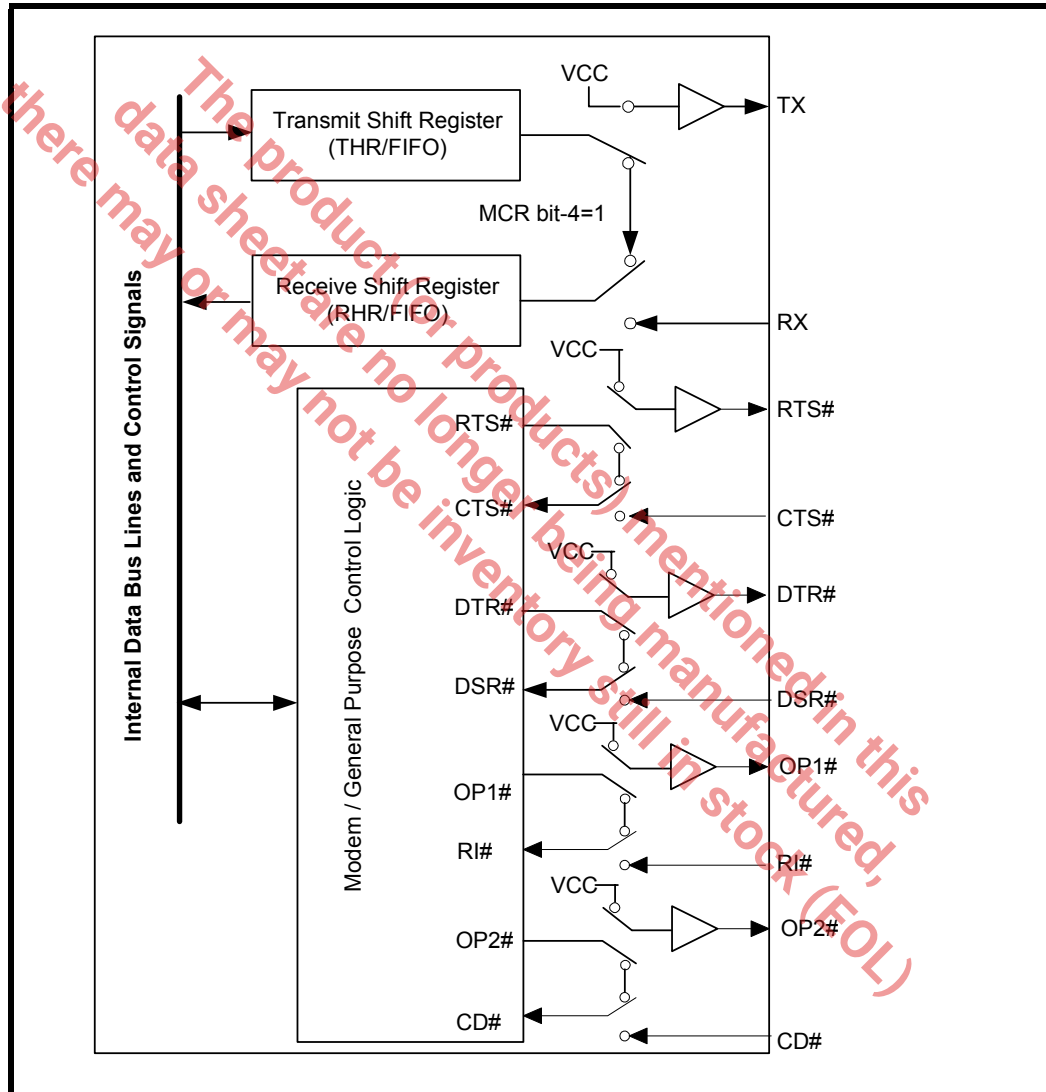 VCC
TX
Transmit Shift Register
(THR/FIFO)
MCR bit-4=1
Receive Shift Register
(RHR/FIFO)
RX
VCC
RTS#
RTS#
CTS#
CTS#
VCC
DTR#
DTR#
DSR#
DSR#
VCC
OP1#
OP1#
RI#
RI#
VCC
OP2#
OP2#
CD#
CD#
Internal Data Bus Lines and Control Signals
Modem / General Purpose Control Logic
The product (or products) mentioned in this
data sheet are no longer being manufactured,
there may or may not be inventory still in stock (EOL)